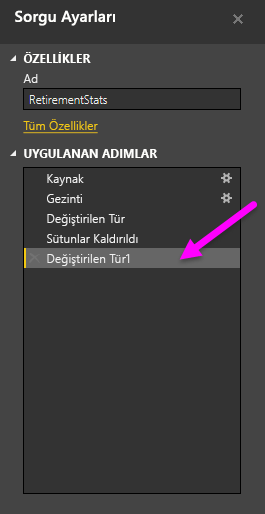 Sorgu Ayarları
ÖZELLİKLER
Ad
RetirementStats
Tüm Özellikler
UYGULANAN ADIMLAR
Kaynak
Gezinti
Değiştirilen Tür
Sütunlar Kaldırıldı
Değiştirilen Tür1